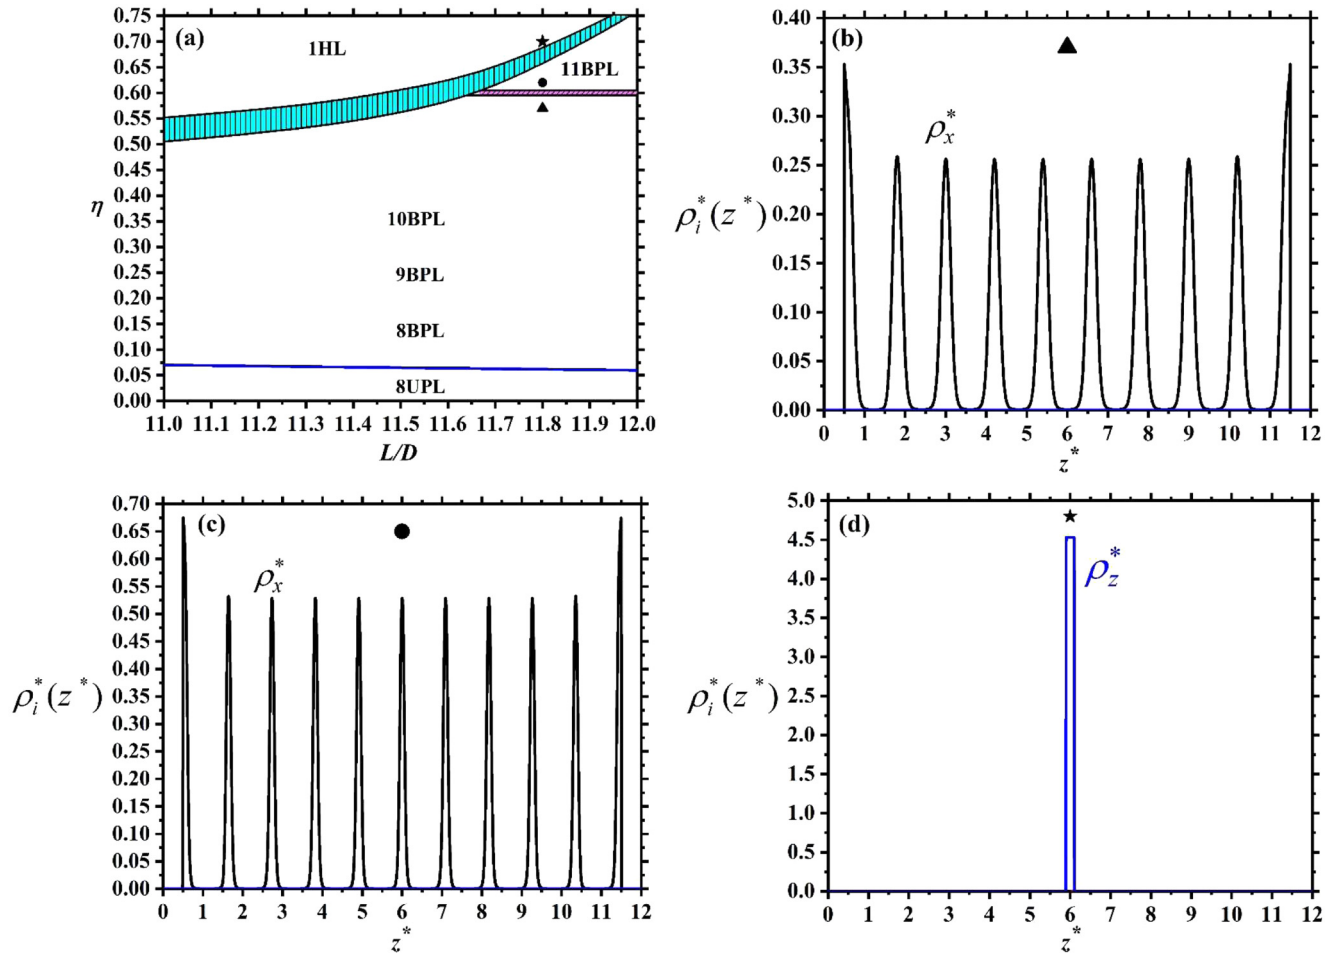 (a)
0.75
0.70
0.65
0.60
0.55
0.50
0.45
0.40
0.35
0.30
0.25
0.20
0.15
0.10
0.05
0.00
η
1HL
11BPL
10BPL
9BPL
8BPL
8UPL
11.0 11.1 11.2 11.3 11.4 11.5 11.6 11.7 11.8 11.9 12.0
L/D
(b)
0.40
0.35
0.30
0.25
0.20
0.15
0.10
0.05
0.00
ρ*x
ρ*i(z*)
0 1 2 3 4 5 6 7 8 9 10 11 12
z*
(c)
0.70
0.65
0.60
0.55
0.50
0.45
0.40
0.35
0.30
0.25
0.20
0.15
0.10
0.05
0.00
ρ*x
ρ*i(z*)
0 1 2 3 4 5 6 7 8 9 10 11 12
z*
(d)
5.0
4.5
4.0
3.5
3.0
2.5
2.0
1.5
1.0
0.5
0.0
ρ*z
ρ*i(z*)
0 1 2 3 4 5 6 7 8 9 10 11 12
z*